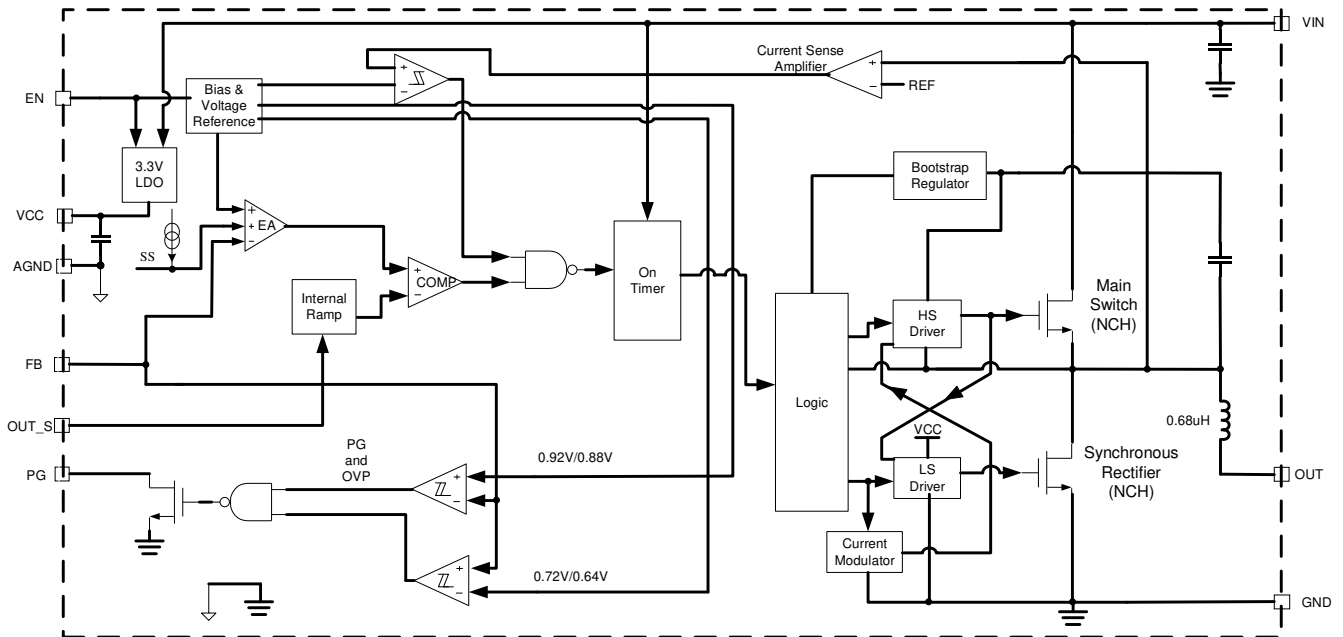 VIN
Current Sense
Amplifier
+
−
+
−
REF
EN
Bias &
Voltage
Reference
3.3V
LDO
Bootstrap
Regulator
VCC
+
+
−
EA
SS
AGND
+
−
COMP
On
Timer
Internal
Ramp
Main
Switch
(NCH)
HS
Driver
FB
Logic
OUT_S
0.68uH
VCC
PG
and
OVP
0.92V/0.88V
PG
+
−
LS
Driver
Synchronous
Rectifier
(NCH)
OUT
Current
Modulator
+
−
0.72V/0.64V
GND